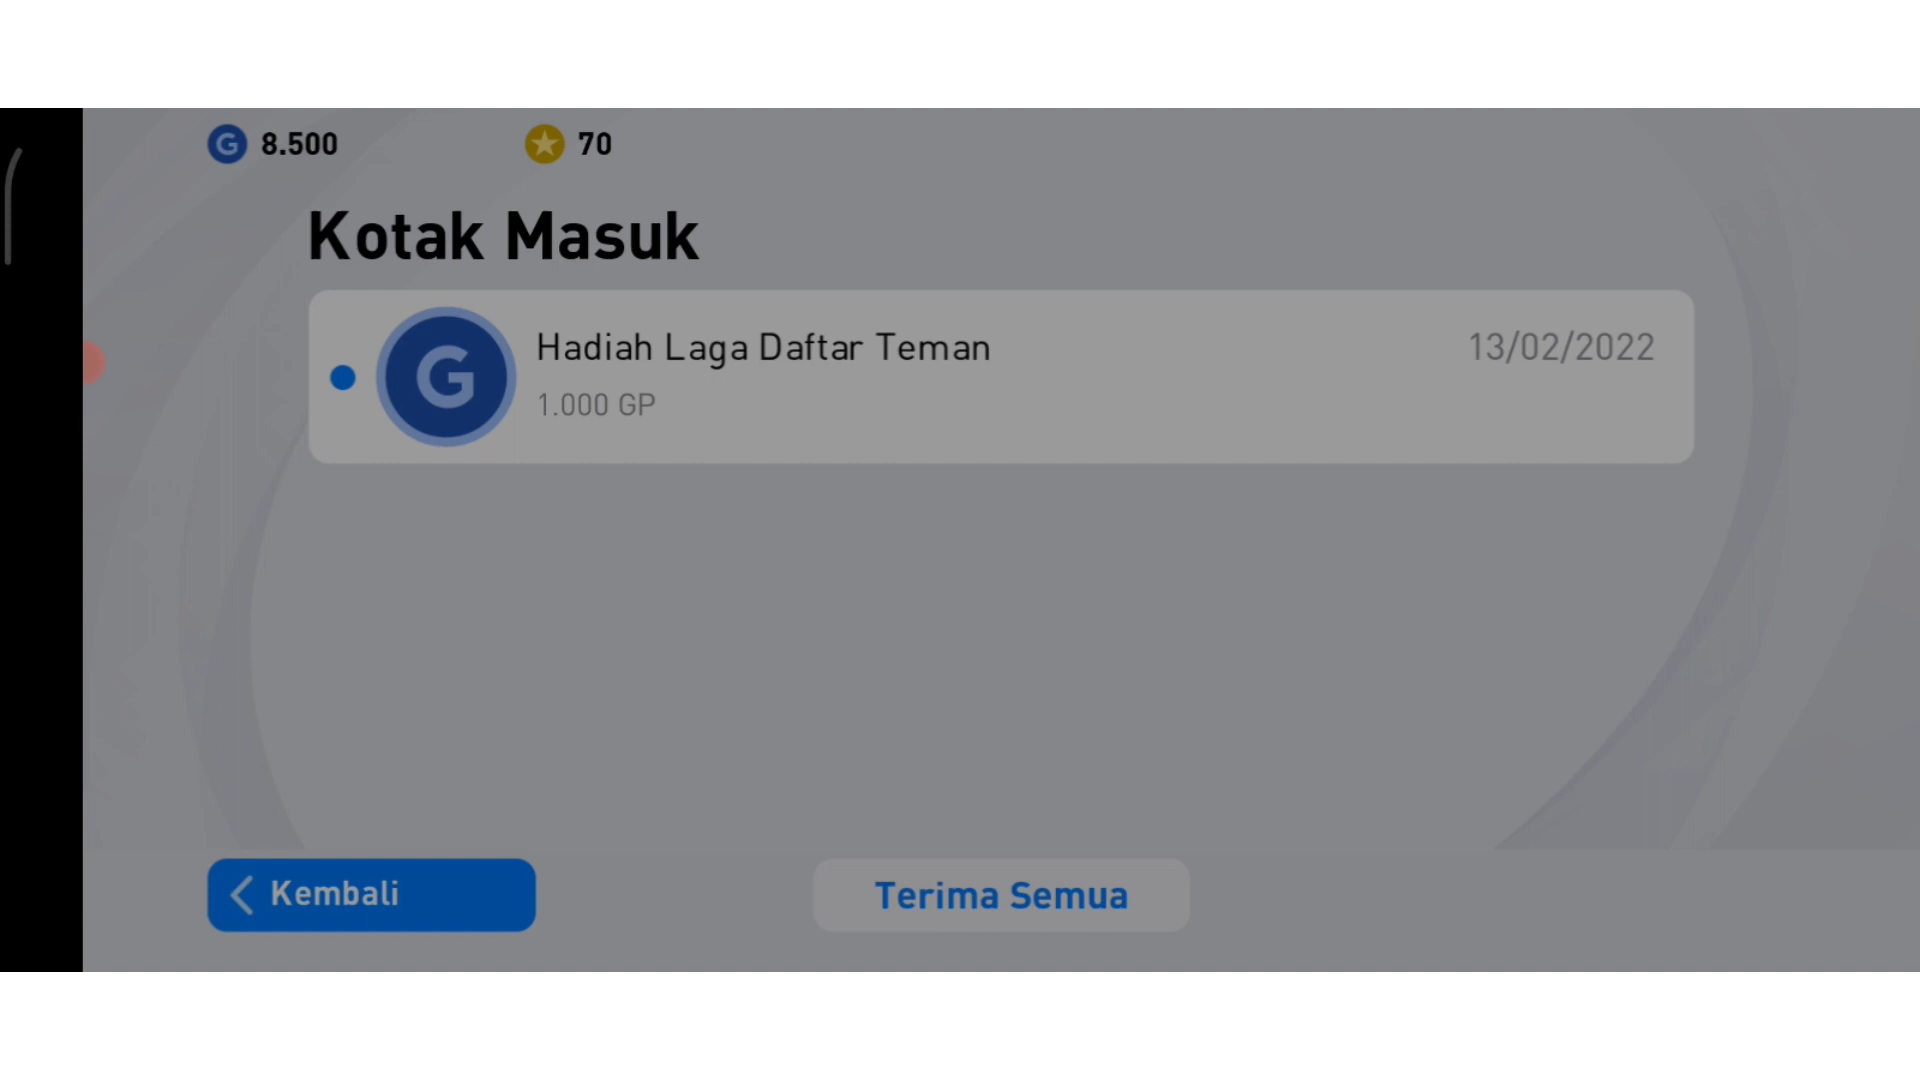 8.500 70
Kotak Masuk
Hadiah Laga Daftar Teman 13/02/2022
1.000 GP
Kembali Terima Semua